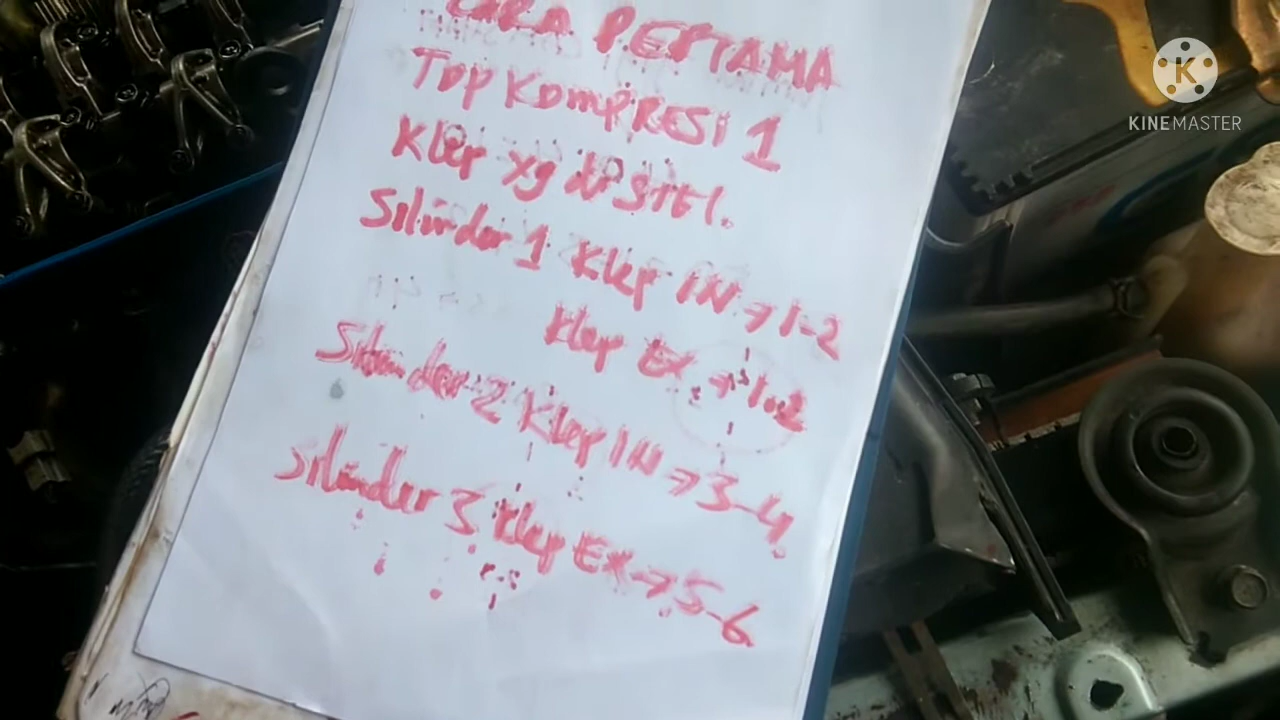 CARA PERTAMA
TOP KOMPRESI 1
Klep yg di STEl.
Silinder 1 Klep IN → 1-2
Klep EX → 1.2
Silinder 2 Klep IN → 3-4
Silinder 3 Klep EX → 5-6
KINEMASTER